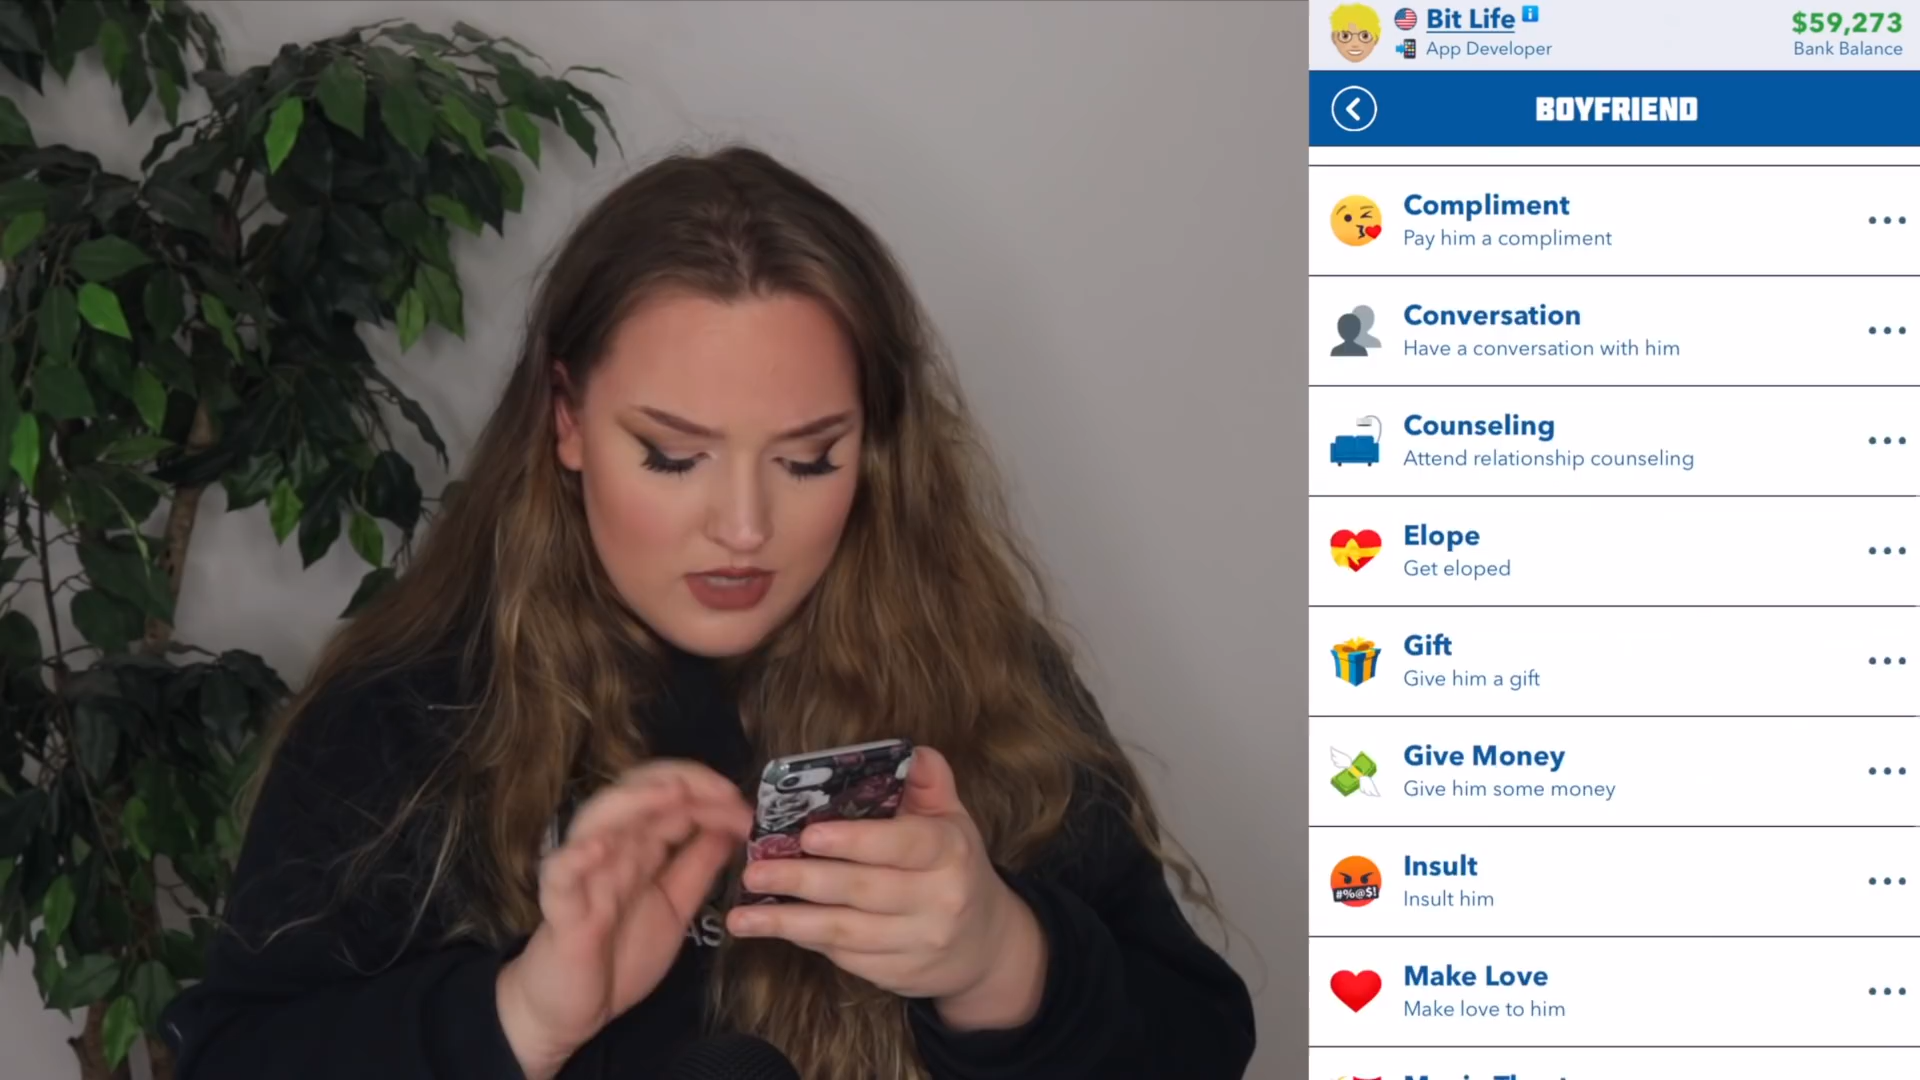 Bit Life
App Developer
$59,273
Bank Balance
BOYFRIEND
Compliment
Pay him a compliment
Conversation
Have a conversation with him
Counseling
Attend relationship counseling
Elope
Get eloped
Gift
Give him a gift
Give Money
Give him some money
Insult
#%@$!
Insult him
Make Love
Make love to him
AS